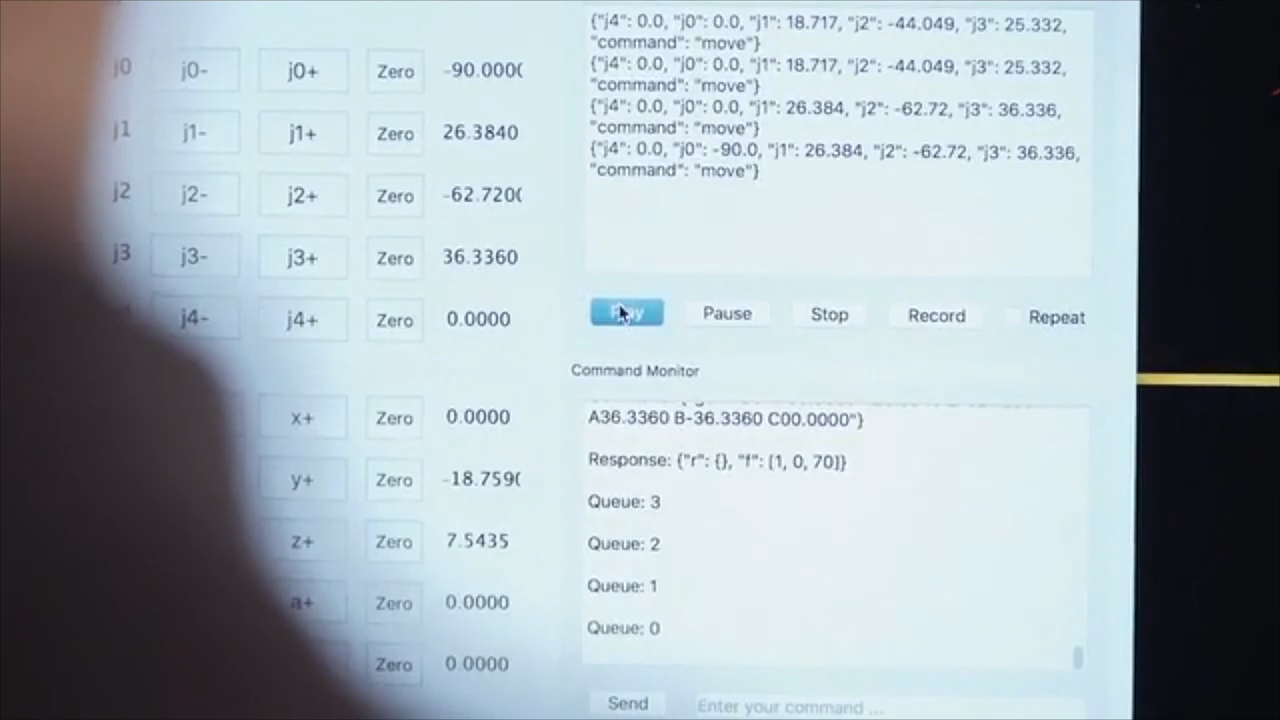 {"j4": 0.0, "j0": 0.0, "j1": 18.717, "j2": -44.049, "j3": 25.332,
"command": "move"}
{"j4": 0.0, "j0": 0.0, "j1": 18.717, "j2": -44.049, "j3": 25.332,
"command": "move"}
{"j4": 0.0, "j0": 0.0, "j1": 26.384, "j2": -62.72, "j3": 36.336,
"command": "move"}
{"j4": 0.0, "j0": -90.0, "j1": 26.384, "j2": -62.72, "j3": 36.336,
"command": "move"}
j0 j0- j0+ Zero -90.000
j1 j1- j1+ Zero 26.3840
j2 j2- j2+ Zero -62.720
j3 j3- j3+ Zero 36.3360
j4- j4+ Zero 0.0000
x+ Zero 0.0000
y+ Zero -18.759
z+ Zero 7.5435
a+ Zero 0.0000
Zero 0.0000
Play Pause Stop Record Repeat
Command Monitor
A36.3360 B-36.3360 C00.0000"}
Response: {"r": {}, "f": [1, 0, 70]}
Queue: 3
Queue: 2
Queue: 1
Queue: 0
Send Enter your command ...